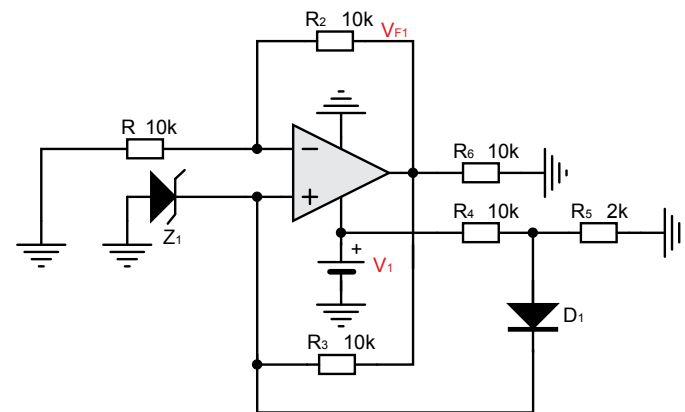 R2 10k
VF1
R 10k
Z1
R6 10k
R4 10k
R5 2k
+
V1
D1
R3 10k
−
+